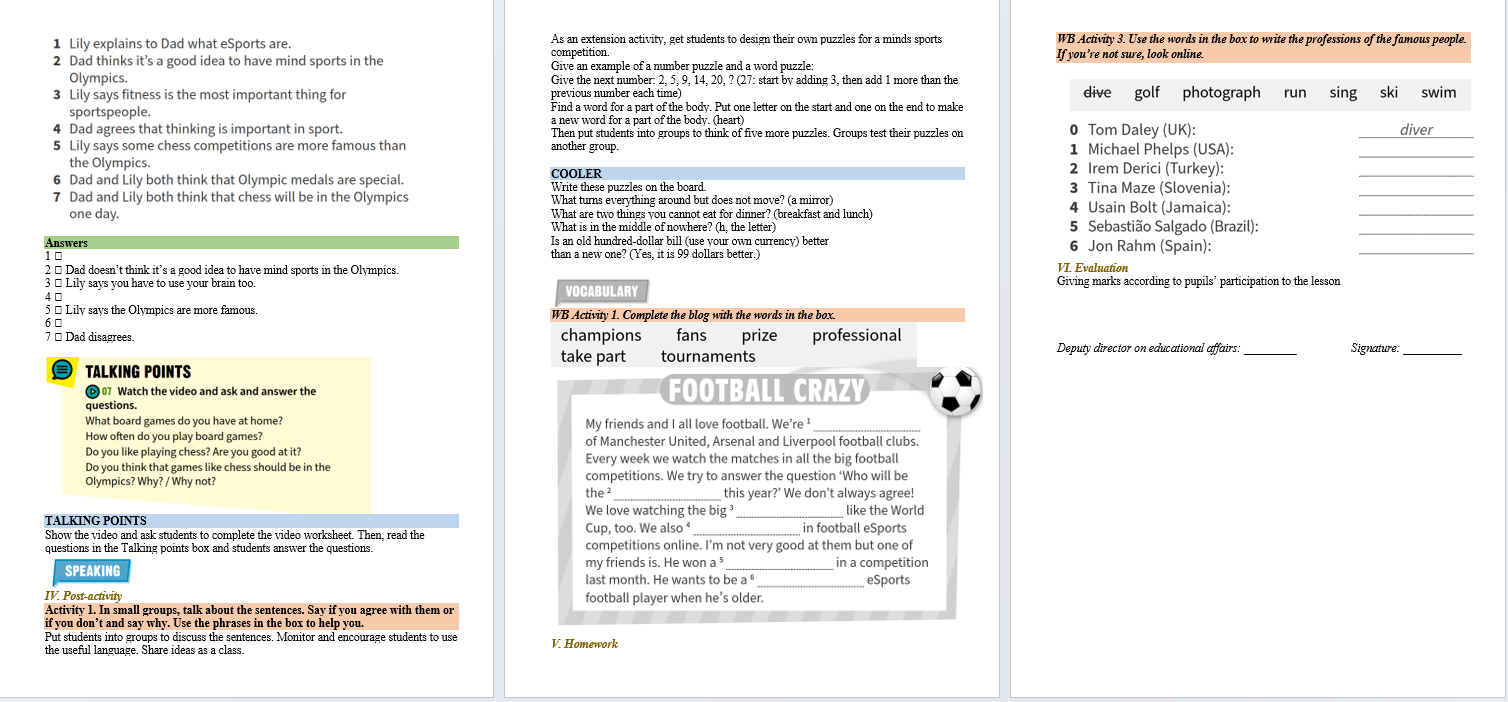 1 Lily explains to Dad what eSports are.
2 Dad thinks it's a good idea to have mind sports in the
Olympics.
3 Lily says fitness is the most important thing for
sportspeople.
4 Dad agrees that thinking is important in sport.
5 Lily says some chess competitions are more famous than
the Olympics.
6 Dad and Lily both think that Olympic medals are special.
7 Dad and Lily both think that chess will be in the Olympics
one day.
Answers
1 □
2 □ Dad doesn't think it's a good idea to have mind sports in the Olympics.
3 □ Lily says you have to use your brain too.
4 □
5 □ Lily says the Olympics are more famous.
6 □
7 □ Dad disagrees.
TALKING POINTS
07 Watch the video and ask and answer the
questions.
What board games do you have at home?
How often do you play board games?
Do you like playing chess? Are you good at it?
Do you think that games like chess should be in the
Olympics? Why? / Why not?
TALKING POINTS
Show the video and ask students to complete the video worksheet. Then, read the
questions in the Talking points box and students answer the questions.
SPEAKING
IV. Post-activity
Activity 1. In small groups, talk about the sentences. Say if you agree with them or
if you don't and say why. Use the phrases in the box to help you.
Put students into groups to discuss the sentences. Monitor and encourage students to use
the useful language. Share ideas as a class.
As an extension activity, get students to design their own puzzles for a minds sports
competition.
Give an example of a number puzzle and a word puzzle:
Give the next number: 2, 5, 9, 14, 20, ? (27: start by adding 3, then add 1 more than the
previous number each time)
Find a word for a part of the body. Put one letter on the start and one on the end to make
a new word for a part of the body. (heart)
Then put students into groups to think of five more puzzles. Groups test their puzzles on
another group.
COOLER
Write these puzzles on the board.
What turns everything around but does not move? (a mirror)
What are two things you cannot eat for dinner? (breakfast and lunch)
What is in the middle of nowhere? (h, the letter)
Is an old hundred-dollar bill (use your own currency) better
than a new one? (Yes, it is 99 dollars better.)
VOCABULARY
WB Activity 1. Complete the blog with the words in the box.
champions fans prize professional
take part tournaments
FOOTBALL CRAZY
My friends and I all love football. We're 1 ____________
of Manchester United, Arsenal and Liverpool football clubs.
Every week we watch the matches in all the big football
competitions. We try to answer the question 'Who will be
the 2 ____________ this year?' We don't always agree!
We love watching the big 3 ____________ like the World
Cup, too. We also 4 ____________ in football eSports
competitions online. I'm not very good at them but one of
my friends is. He won a 5 ____________ in a competition
last month. He wants to be a 6 ____________ eSports
football player when he's older.
V. Homework
WB Activity 3. Use the words in the box to write the professions of the famous people.
If you're not sure, look online.
dive golf photograph run sing ski swim
0 Tom Daley (UK): diver
1 Michael Phelps (USA): ____________
2 Irem Derici (Turkey): ____________
3 Tina Maze (Slovenia): ____________
4 Usain Bolt (Jamaica): ____________
5 Sebastião Salgado (Brazil): ____________
6 Jon Rahm (Spain): ____________
VI. Evaluation
Giving marks according to pupils' participation to the lesson
Deputy director on educational affairs: _________ Signature: __________